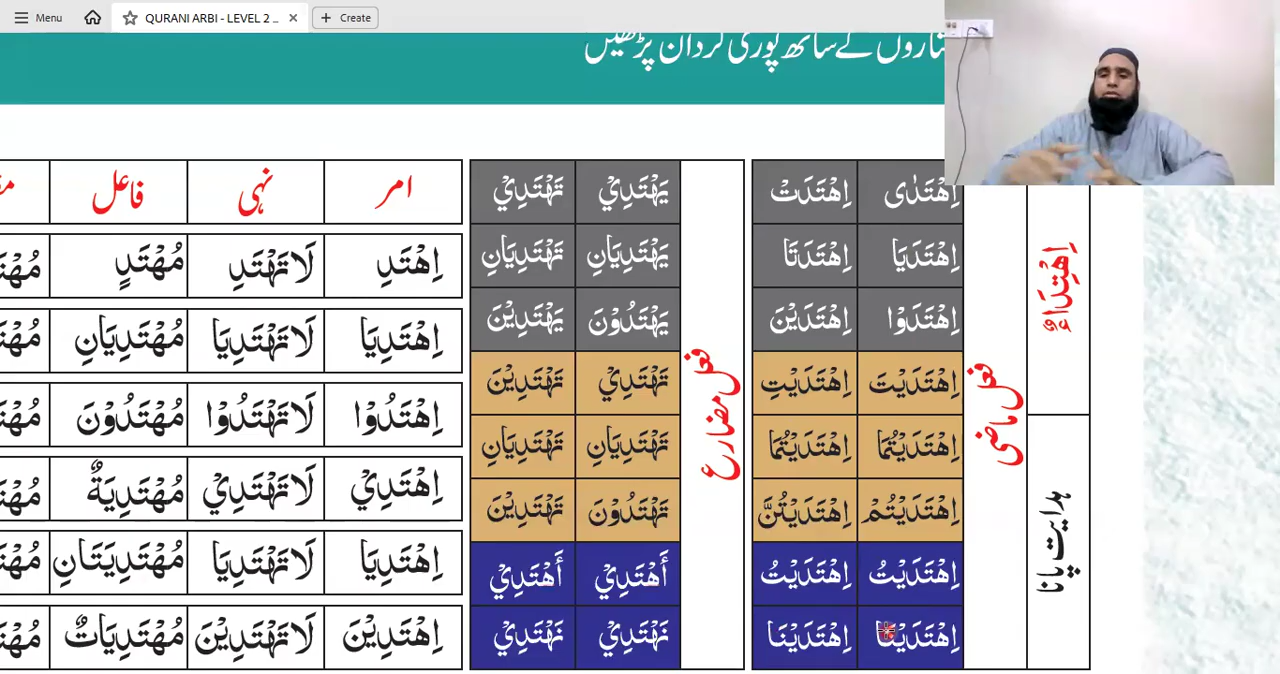 Menu QURANI ARBI - LEVEL 2 .. Create
کے ساتھ پوری گردان پڑھیں
اِهْتِدَاءٌ
ہدایت پانا
فعل ماضی
اِهْتَدٰى اِهْتَدَتْ
اِهْتَدَيَا اِهْتَدَتَا
اِهْتَدَوْا اِهْتَدَيْنَ
اِهْتَدَيْتَ اِهْتَدَيْتِ
اِهْتَدَيْتُمَا اِهْتَدَيْتُمَا
اِهْتَدَيْتُمْ اِهْتَدَيْتُنَّ
اِهْتَدَيْتُ اِهْتَدَيْتُ
اِهْتَدَيْنَا اِهْتَدَيْنَا
فعل مضارع
يَهْتَدِيْ تَهْتَدِيْ
يَهْتَدِيَانِ تَهْتَدِيَانِ
يَهْتَدُوْنَ يَهْتَدِيْنَ
تَهْتَدِيْ تَهْتَدِيْنَ
تَهْتَدِيَانِ تَهْتَدِيَانِ
تَهْتَدُوْنَ تَهْتَدِيْنَ
أَهْتَدِيْ أَهْتَدِيْ
نَهْتَدِيْ نَهْتَدِيْ
امر نہی فاعل
اِهْتَدِ لَا تَهْتَدِ مُهْتَدٍ
اِهْتَدِيَا لَا تَهْتَدِيَا مُهْتَدِيَانِ
اِهْتَدُوْا لَا تَهْتَدُوْا مُهْتَدُوْنَ
اِهْتَدِيْ لَا تَهْتَدِيْ مُهْتَدِيَةٌ
اِهْتَدِيَا لَا تَهْتَدِيَا مُهْتَدِيَتَانِ
اِهْتَدِيْنَ لَا تَهْتَدِيْنَ مُهْتَدِيَاتٌ